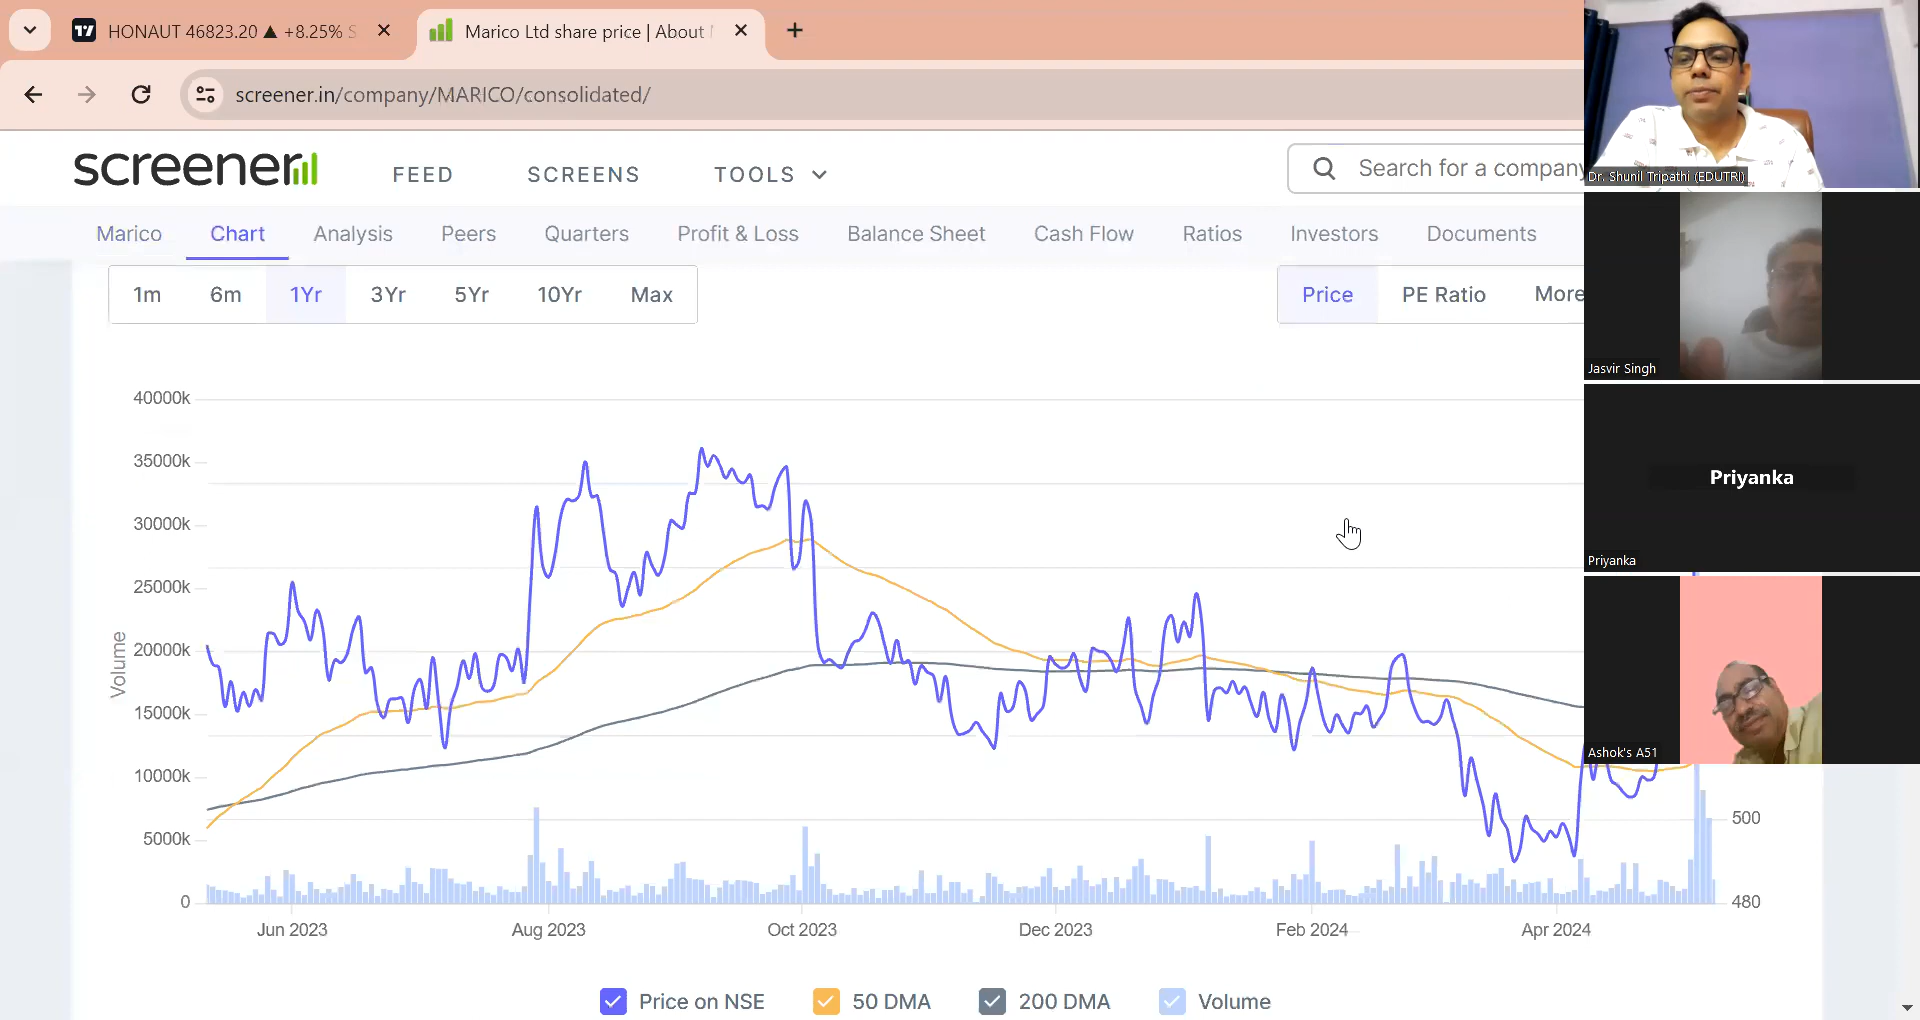 HONAUT 46823.20 ▲ +8.25% S
Marico Ltd share price | About
screener.in/company/MARICO/consolidated/
screener
FEED
SCREENS
TOOLS
Search for a company
Marico
Chart
Analysis
Peers
Quarters
Profit & Loss
Balance Sheet
Cash Flow
Ratios
Investors
Documents
1m
6m
1Yr
3Yr
5Yr
10Yr
Max
Price
PE Ratio
More
40000k
35000k
30000k
25000k
20000k
15000k
10000k
5000k
0
Volume
500
480
Jun 2023
Aug 2023
Oct 2023
Dec 2023
Feb 2024
Apr 2024
Price on NSE
50 DMA
200 DMA
Volume
Dr. Shunil Tripathi (EDUTRI)
Jasvir Singh
Priyanka
Priyanka
Ashok's A51